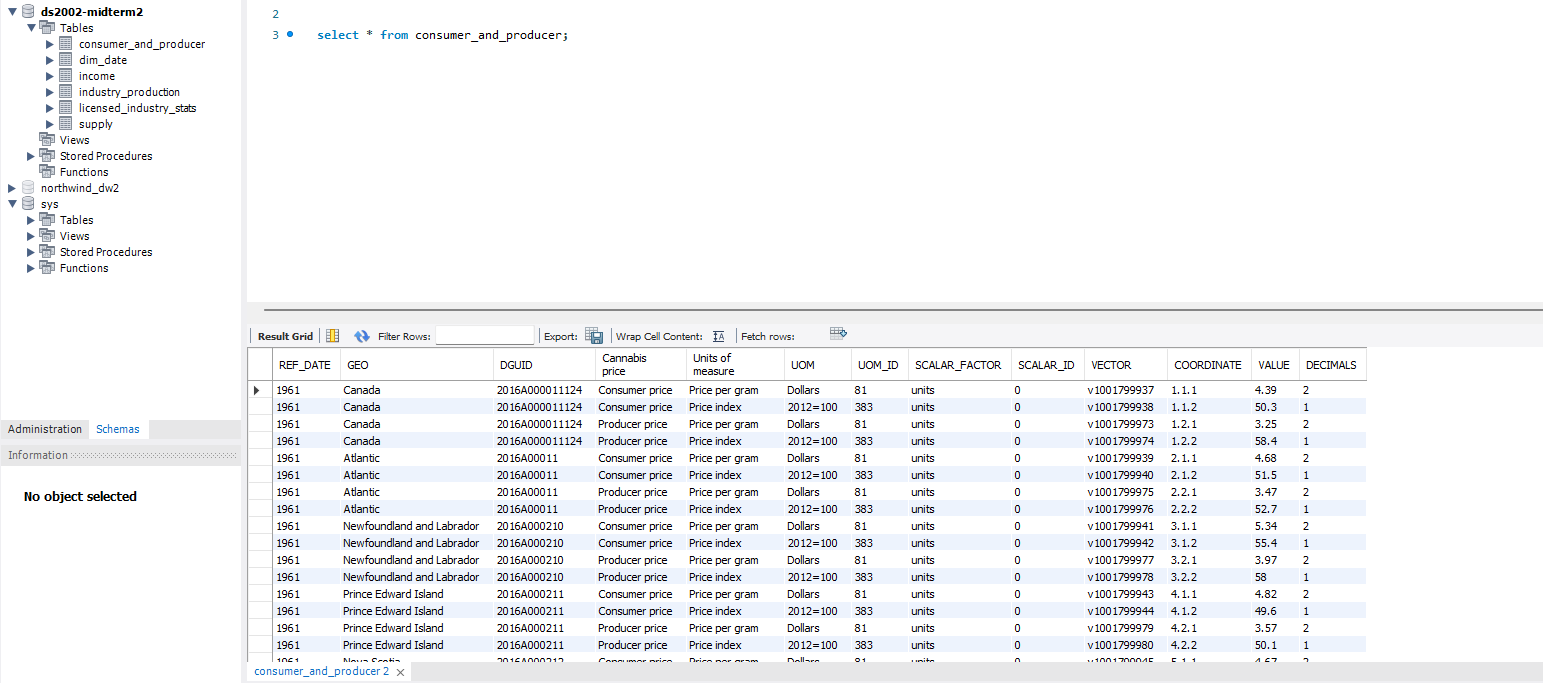 ds2002-midterm2
Tables
consumer_and_producer
dim_date
income
industry_production
licensed_industry_stats
supply
Views
Stored Procedures
Functions
northwind_dw2
sys
Tables
Views
Stored Procedures
Functions
Administration Schemas
Information
No object selected
2
3 select * from consumer_and_producer;
Result Grid Filter Rows: Export: Wrap Cell Content: Fetch rows:
REF_DATE GEO DGUID Cannabis price Units of measure UOM UOM_ID SCALAR_FACTOR SCALAR_ID VECTOR COORDINATE VALUE DECIMALS
1961 Canada 2016A000011124 Consumer price Price per gram Dollars 81 units 0 v1001799937 1.1.1 4.39 2
1961 Canada 2016A000011124 Consumer price Price index 2012=100 383 units 0 v1001799938 1.1.2 50.3 1
1961 Canada 2016A000011124 Producer price Price per gram Dollars 81 units 0 v1001799973 1.2.1 3.25 2
1961 Canada 2016A000011124 Producer price Price index 2012=100 383 units 0 v1001799974 1.2.2 58.4 1
1961 Atlantic 2016A00011 Consumer price Price per gram Dollars 81 units 0 v1001799939 2.1.1 4.68 2
1961 Atlantic 2016A00011 Consumer price Price index 2012=100 383 units 0 v1001799940 2.1.2 51.5 1
1961 Atlantic 2016A00011 Producer price Price per gram Dollars 81 units 0 v1001799975 2.2.1 3.47 2
1961 Atlantic 2016A00011 Producer price Price index 2012=100 383 units 0 v1001799976 2.2.2 52.7 1
1961 Newfoundland and Labrador 2016A000210 Consumer price Price per gram Dollars 81 units 0 v1001799941 3.1.1 5.34 2
1961 Newfoundland and Labrador 2016A000210 Consumer price Price index 2012=100 383 units 0 v1001799942 3.1.2 55.4 1
1961 Newfoundland and Labrador 2016A000210 Producer price Price per gram Dollars 81 units 0 v1001799977 3.2.1 3.97 2
1961 Newfoundland and Labrador 2016A000210 Producer price Price index 2012=100 383 units 0 v1001799978 3.2.2 58 1
1961 Prince Edward Island 2016A000211 Consumer price Price per gram Dollars 81 units 0 v1001799943 4.1.1 4.82 2
1961 Prince Edward Island 2016A000211 Consumer price Price index 2012=100 383 units 0 v1001799944 4.1.2 49.6 1
1961 Prince Edward Island 2016A000211 Producer price Price per gram Dollars 81 units 0 v1001799979 4.2.1 3.57 2
1961 Prince Edward Island 2016A000211 Producer price Price index 2012=100 383 units 0 v1001799980 4.2.2 50.1 1
1961 Nova Scotia 2016A000212 Consumer price Price per gram Dollars 81 units 0 v1001799945 5.1.1 4.67 2
consumer_and_producer 2